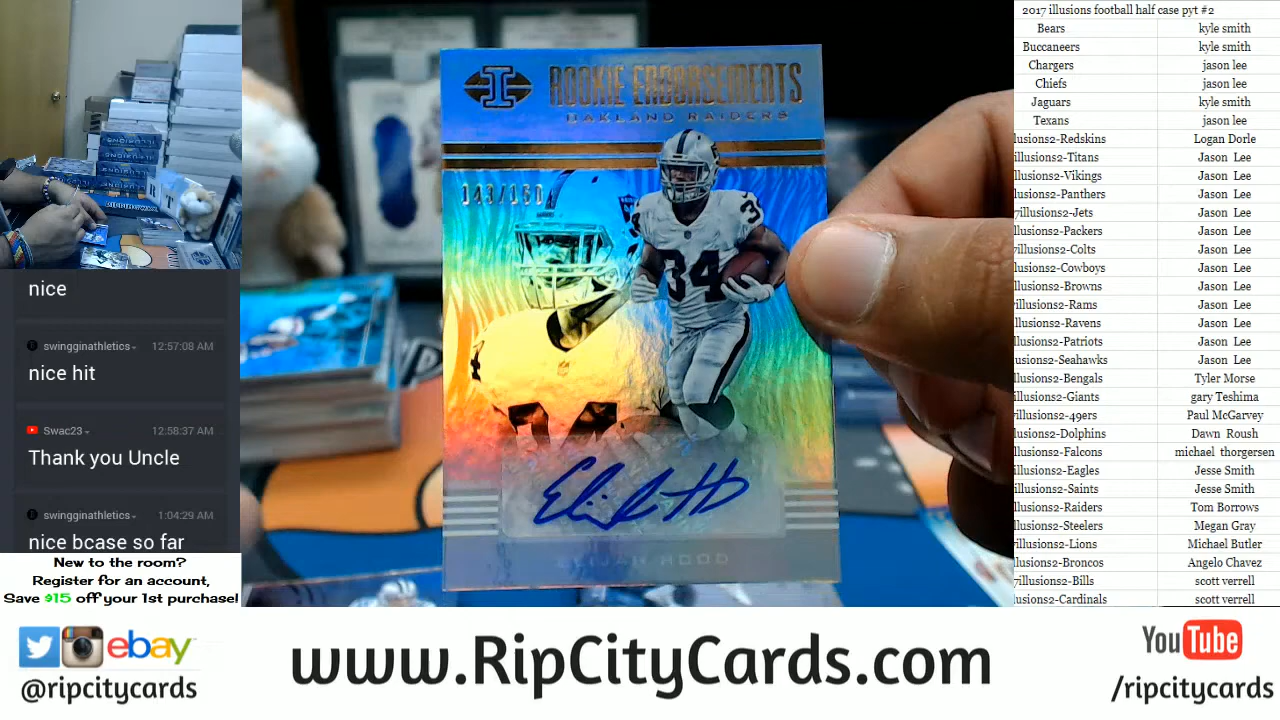 nice
swingginathletics 12:57:08 AM
nice hit
Swac23 12:58:37 AM
Thank you Uncle
swingginathletics 1:04:29 AM
nice bcase so far
New to the room?
Register for an account,
Save $15 off your 1st purchase!
ROOKIE ENDORSEMENTS
OAKLAND RAIDERS
143/150
34
34
ELIJAH HOOD
2017 illusions football half case pyt #2
Bears kyle smith
Buccaneers kyle smith
Chargers jason lee
Chiefs jason lee
Jaguars kyle smith
Texans jason lee
llusions2-Redskins Logan Dorle
illusions2-Titans Jason Lee
illusions2-Vikings Jason Lee
illusions2-Panthers Jason Lee
7illusions2-Jets Jason Lee
illusions2-Packers Jason Lee
illusions2-Colts Jason Lee
llusions2-Cowboys Jason Lee
illusions2-Browns Jason Lee
illusions2-Rams Jason Lee
illusions2-Ravens Jason Lee
illusions2-Patriots Jason Lee
usions2-Seahawks Jason Lee
illusions2-Bengals Tyler Morse
illusions2-Giants gary Teshima
illusions2-49ers Paul McGarvey
lusions2-Dolphins Dawn Roush
illusions2-Falcons michael thorgersen
illusions2-Eagles Jesse Smith
illusions2-Saints Jesse Smith
illusions2-Raiders Tom Borrows
llusions2-Steelers Megan Gray
illusions2-Lions Michael Butler
llusions2-Broncos Angelo Chavez
7illusions2-Bills scott verrell
lusions2-Cardinals scott verrell
ebay
@ripcitycards
www.RipCityCards.com
YouTube
/ripcitycards